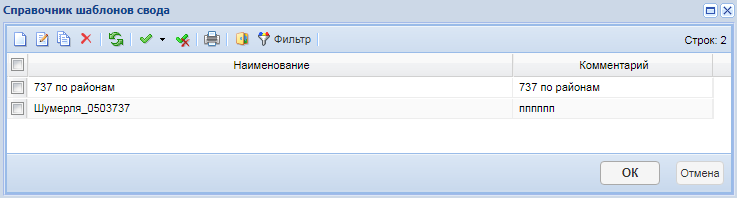 Справочник шаблонов свода
Фильтр Строк: 2
Наименование Комментарий
737 по районам 737 по районам
Шумерля_0503737 пппппп
ОК Отмена